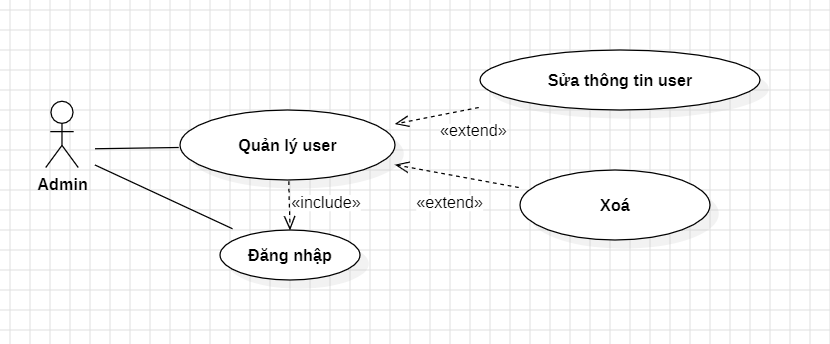 Sửa thông tin user
«extend»
Quản lý user
Admin
«include»
«extend»
Xoá
Đăng nhập